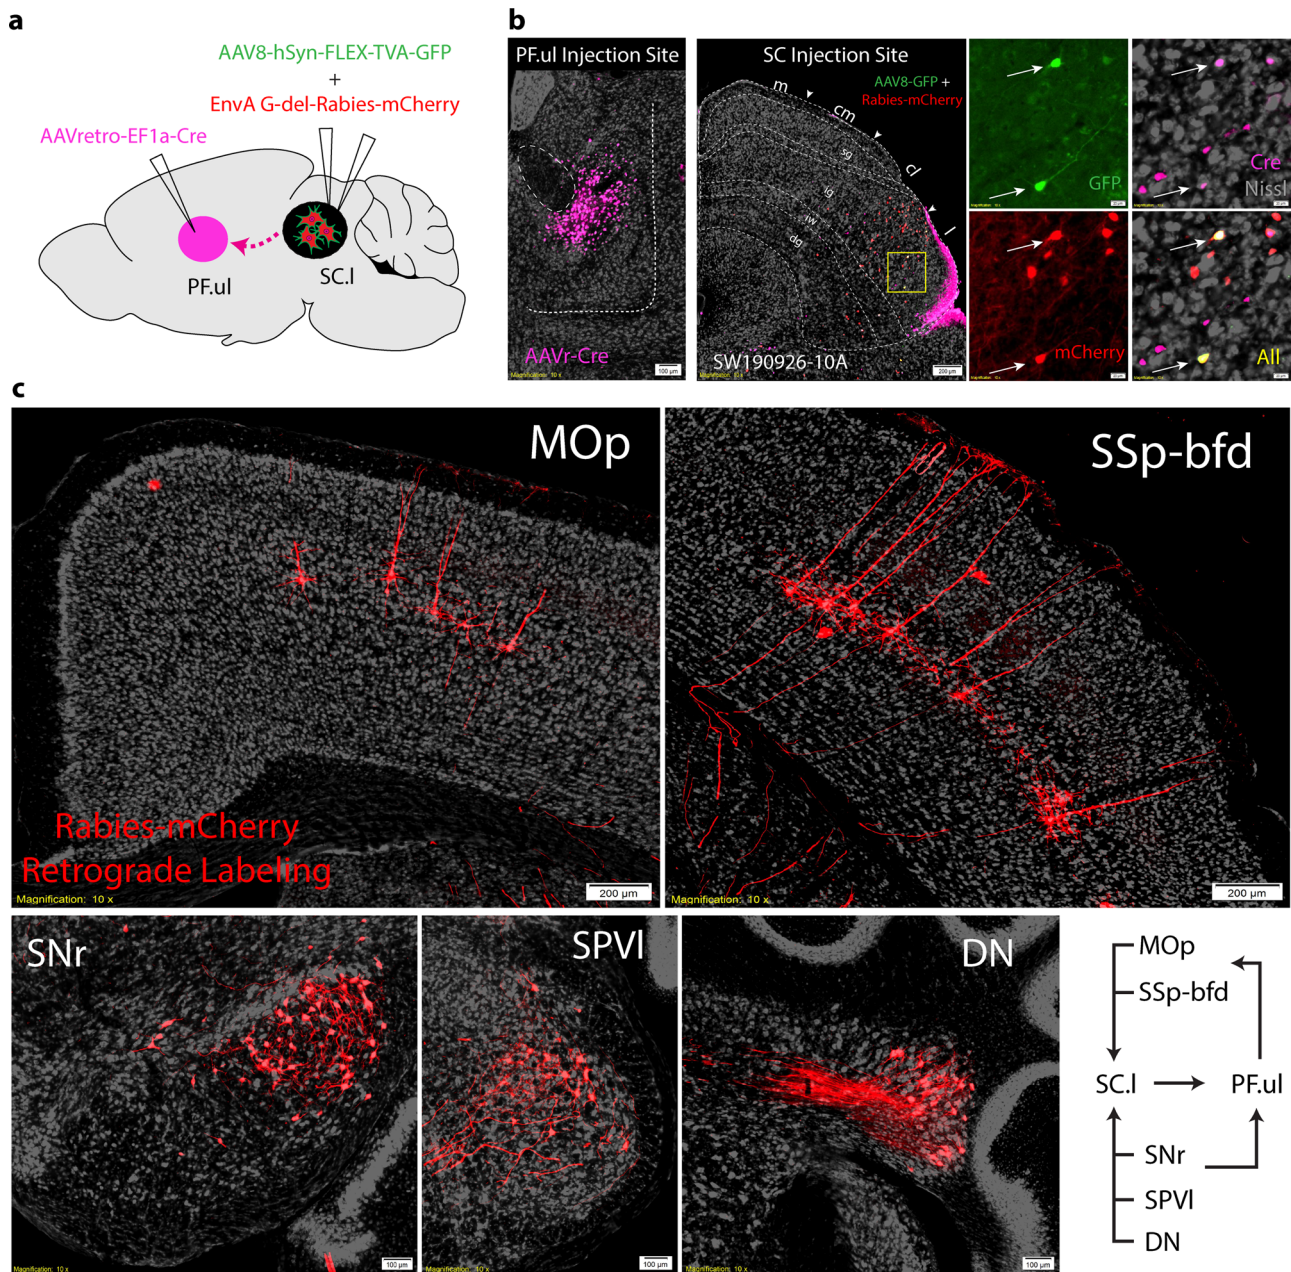 a
AAV8-hSyn-FLEX-TVA-GFP
+
EnvA G-del-Rabies-mCherry
AAVretro-EF1a-Cre
PF.ul
SC.l
b
PF.ul Injection Site
AAVr-Cre
Magnification: 10 x
100 µm
SC Injection Site
AAV8-GFP +
Rabies-mCherry
m
cm
cl
l
sg
ig
iw
dg
SW190926-10A
Magnification: 10 x
200 µm
GFP
Cre
Nissl
mCherry
All
c
MOp
Rabies-mCherry
Retrograde Labeling
Magnification: 10 x
200 µm
SSp-bfd
Magnification: 10 x
200 µm
SNr
Magnification: 10 x
100 µm
SPVl
Magnification: 10 x
100 µm
DN
Magnification: 10 x
100 µm
MOp
SSp-bfd
SC.l
PF.ul
SNr
SPVl
DN